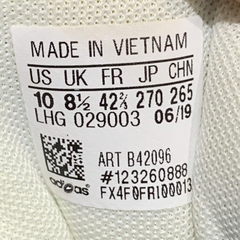 MADE IN VIETNAM
US UK FR JP CHN
10 8½ 42⅔ 270 265
LHG 029003 06/19
ART B42096
#123260888
FX4F0FRI00013
adidas